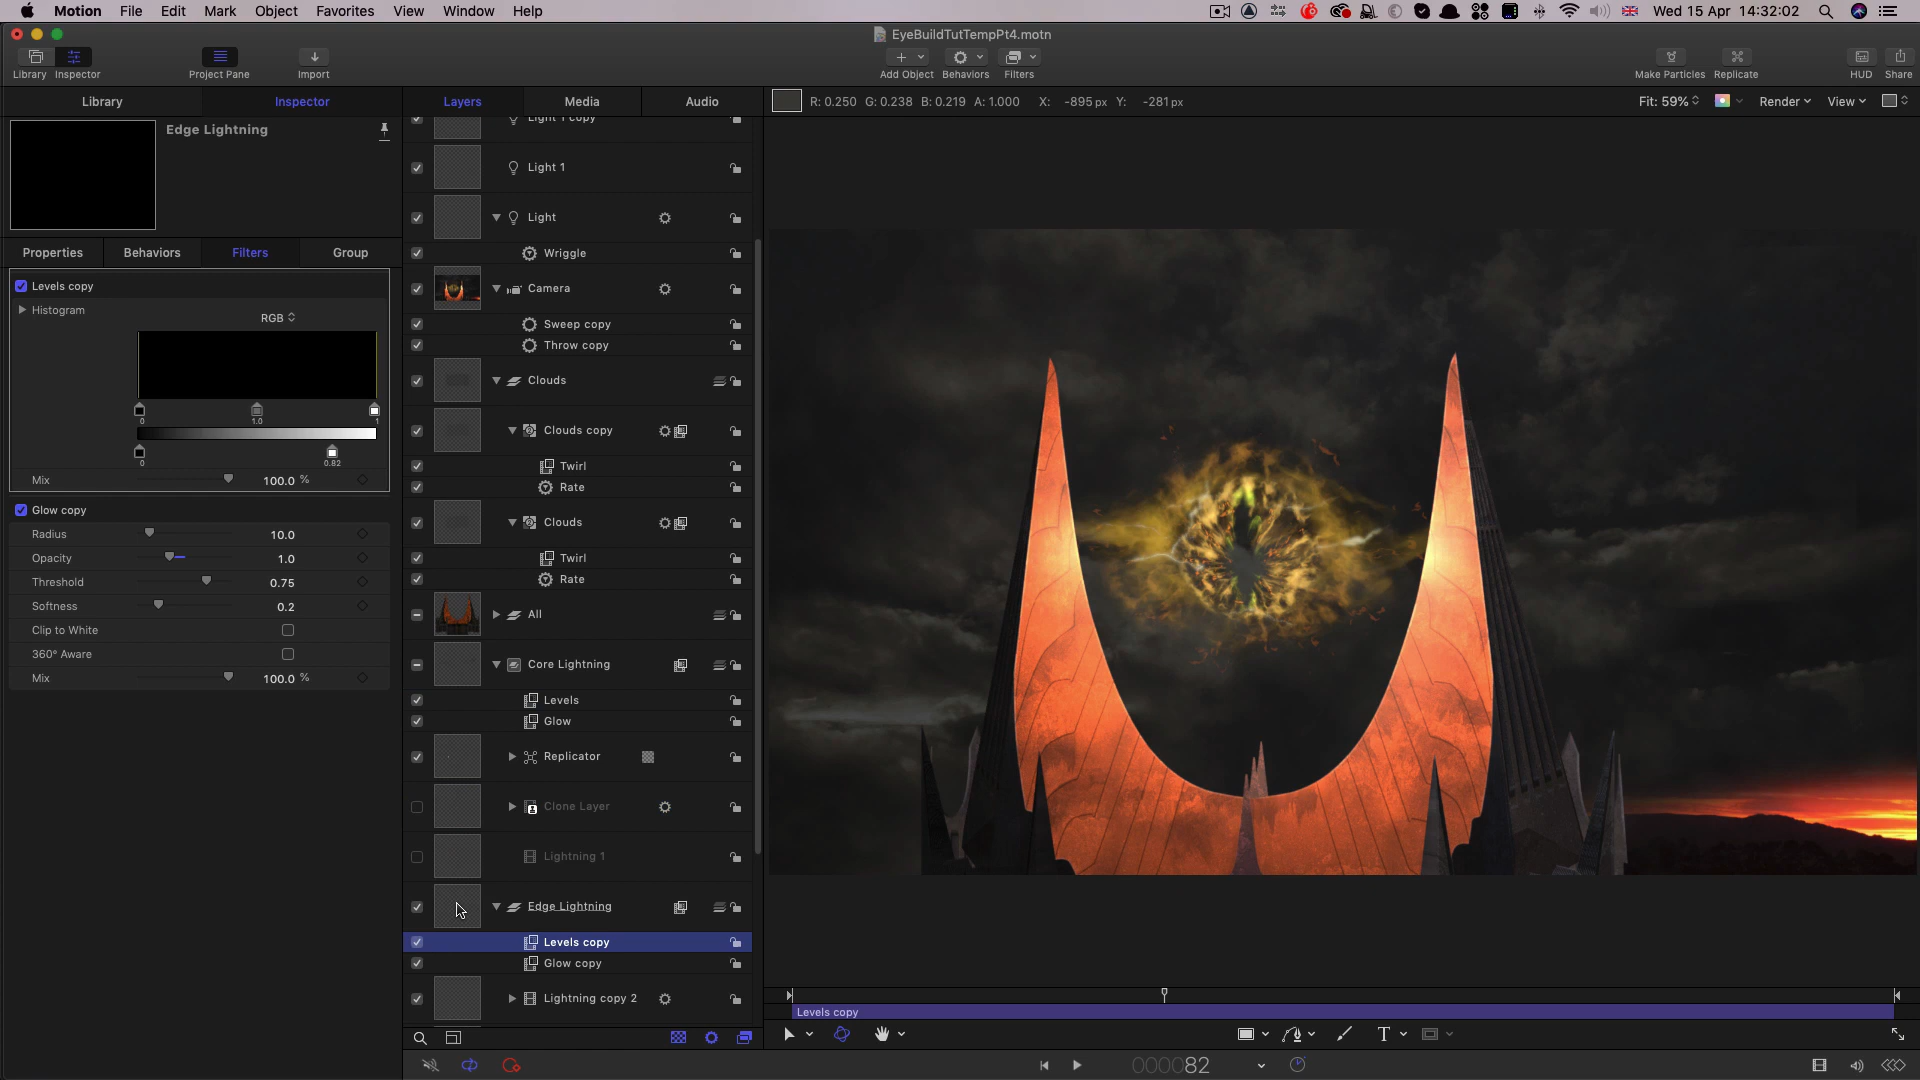 Motion File Edit Mark Object Favorites View Window Help Wed 15 Apr 14:32:02
EyeBuildTutTempPt4.motn
Library Inspector Project Pane Import Add Object Behaviors Filters Make Particles Replicate HUD Share
Library Inspector Layers Media Audio R: 0.250 G: 0.238 B: 0.219 A: 1.000 X: -895 px Y: -281 px Fit: 59% Render View
Edge Lightning
Properties Behaviors Filters Group
Levels copy
Histogram
RGB
0 1.0 1
0 0.82
Mix 100.0 %
Glow copy
Radius 10.0
Opacity 1.0
Threshold 0.75
Softness 0.2
Clip to White
360° Aware
Mix 100.0 %
Light 1 copy
Light 1
Light
Wriggle
Camera
Sweep copy
Throw copy
Clouds
Clouds copy
Twirl
Rate
Clouds
Twirl
Rate
All
Core Lightning
Levels
Glow
Replicator
Clone Layer
Lightning 1
Edge Lightning
Levels copy
Glow copy
Lightning copy 2
Levels copy
T
000082